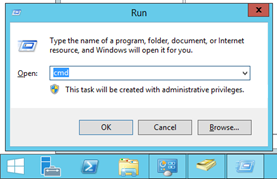 Run
Type the name of a program, folder, document, or Internet
resource, and Windows will open it for you.
Open: cmd
This task will be created with administrative privileges.
OK Cancel Browse...